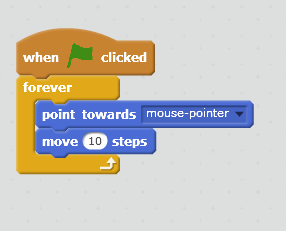 when clicked
forever
point towards mouse-pointer
move 10 steps